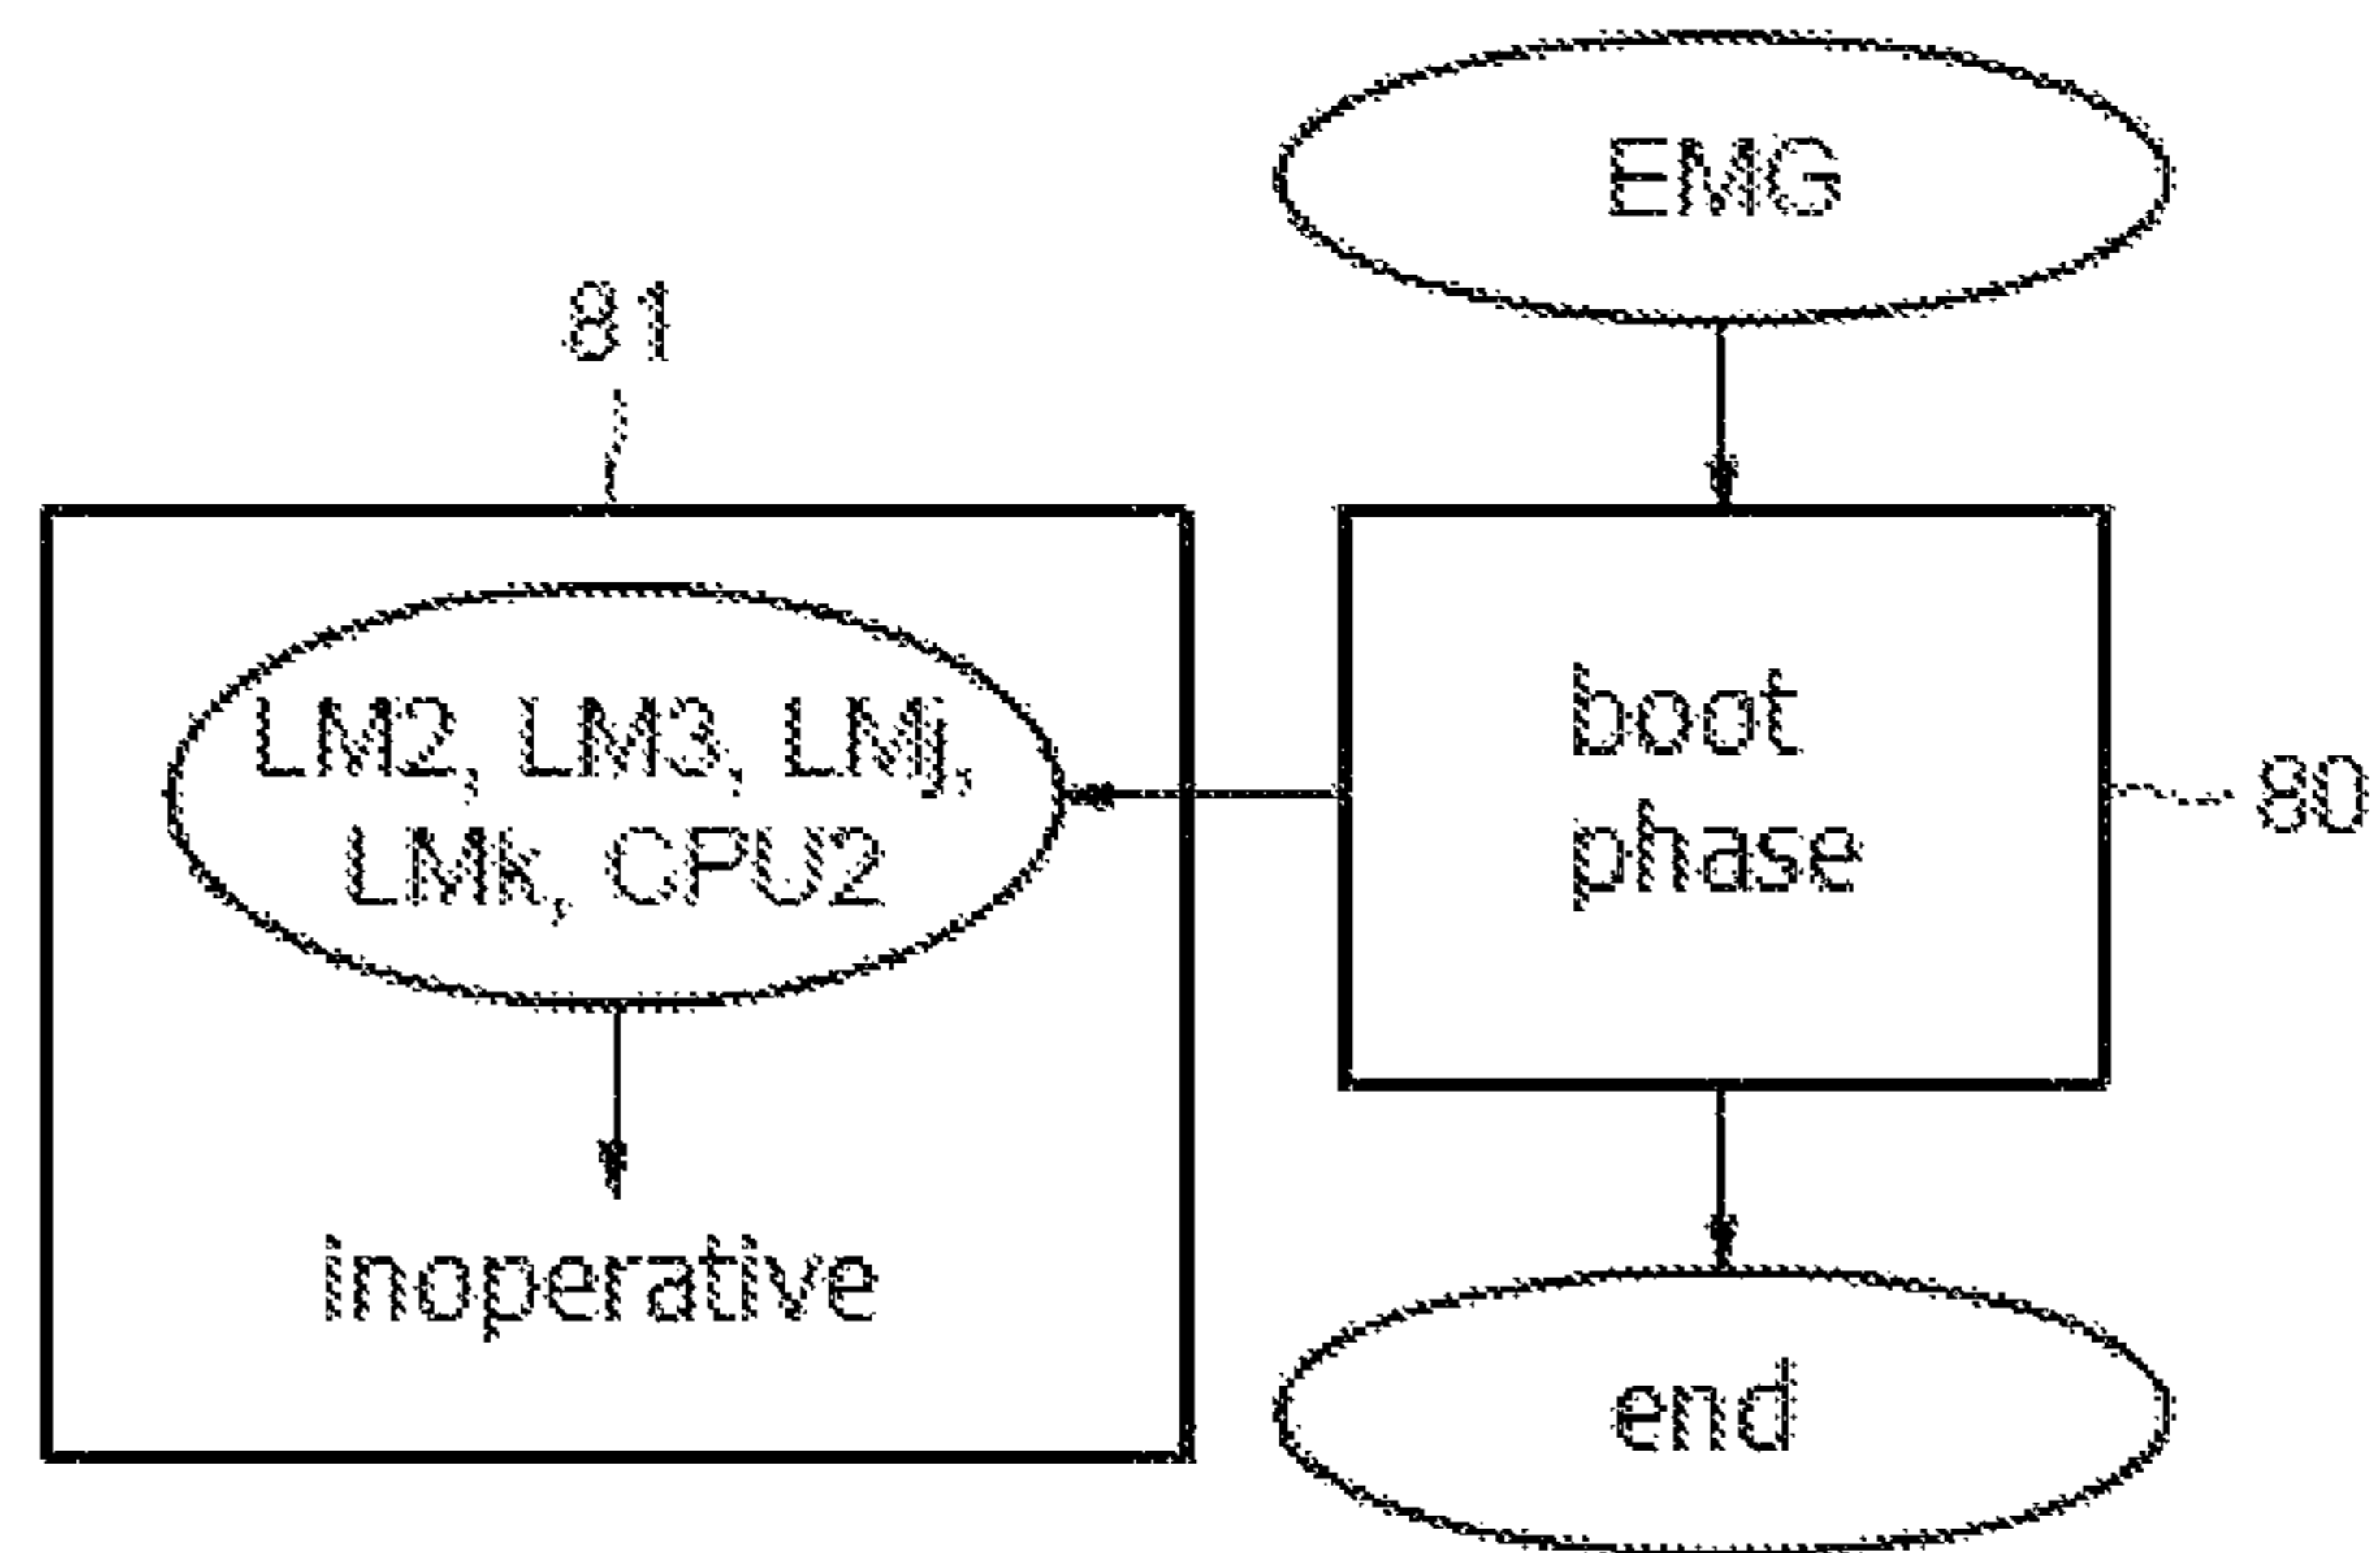 EMG
81
LM2, LM3, LMj,
LMk, CPU2
boot
phase
80
inoperative
end